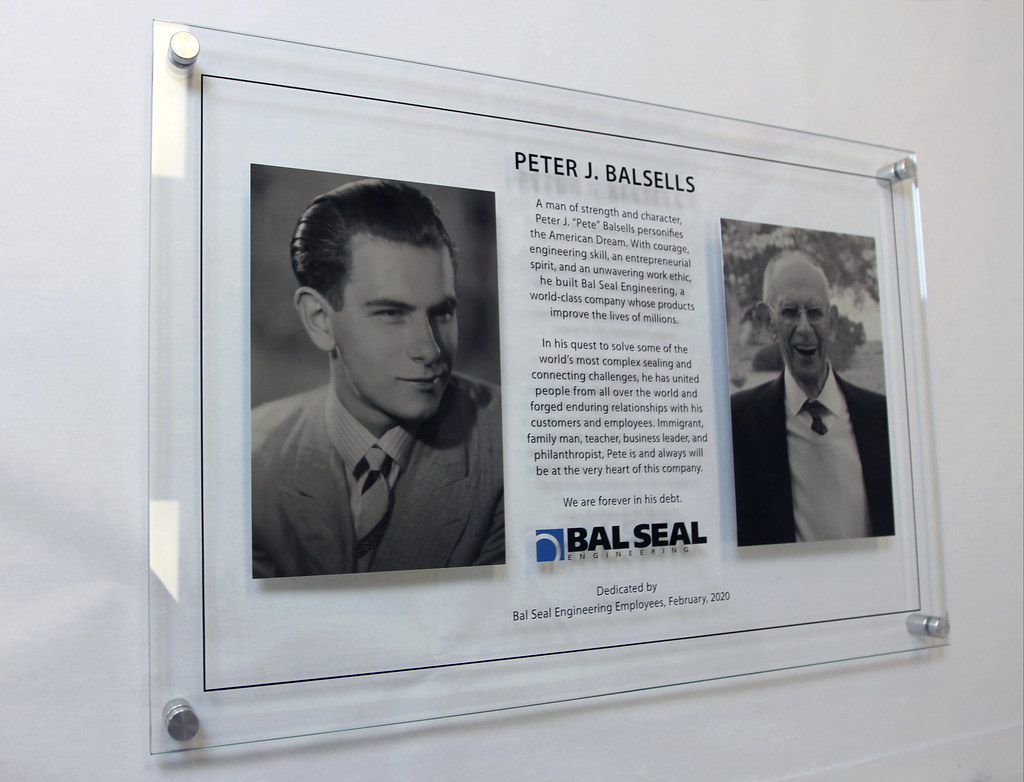 PETER J. BALSELLS
A man of strength and character,
Peter J. "Pete" Balsells personifies
the American Dream. With courage,
engineering skill, an entrepreneurial
spirit, and an unwavering work ethic,
he built Bal Seal Engineering, a
world-class company whose products
improve the lives of millions.
In his quest to solve some of the
world's most complex sealing and
connecting challenges, he has united
people from all over the world and
forged enduring relationships with his
customers and employees. Immigrant,
family man, teacher, business leader, and
philanthropist, Pete is and always will
be at the very heart of this company.
We are forever in his debt.
BAL SEAL
ENGINEERING
Dedicated by
Bal Seal Engineering Employees, February, 2020